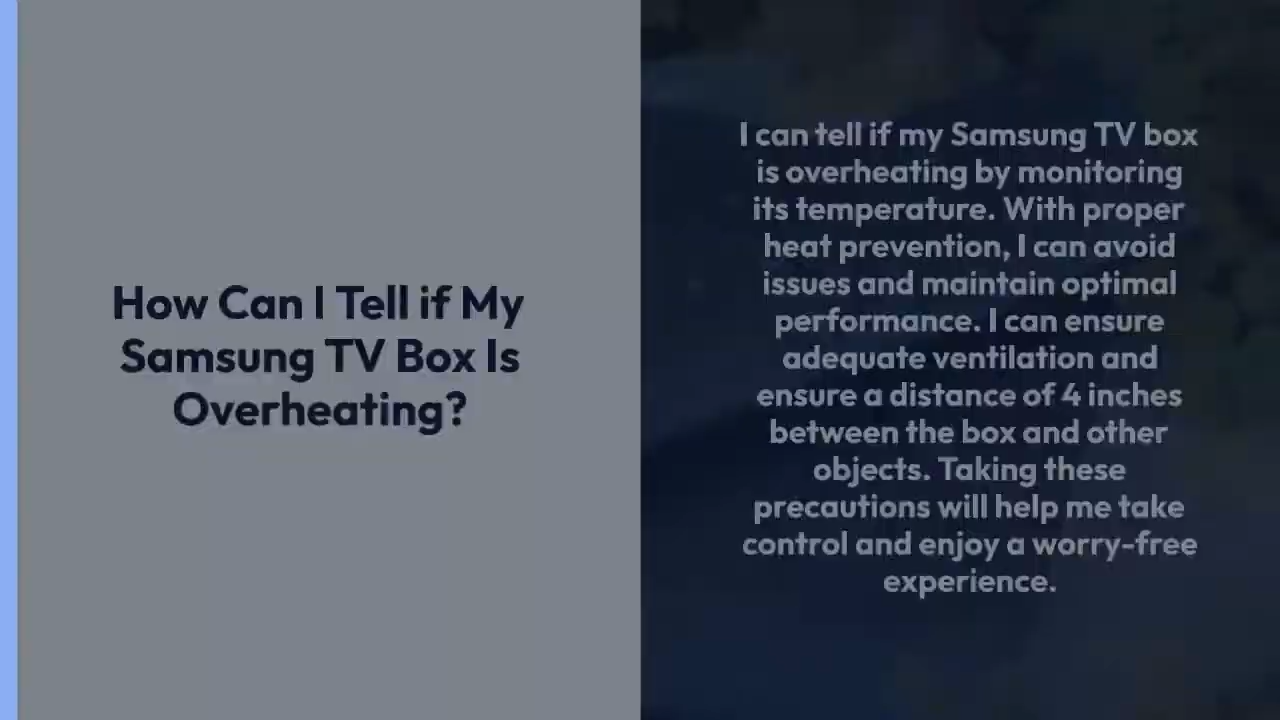 How Can I Tell if My
Samsung TV Box Is
Overheating?
I can tell if my Samsung TV box
is overheating by monitoring
its temperature. With proper
heat prevention, I can avoid
issues and maintain optimal
performance. I can ensure
adequate ventilation and
ensure a distance of 4 inches
between the box and other
objects. Taking these
precautions will help me take
control and enjoy a worry-free
experience.